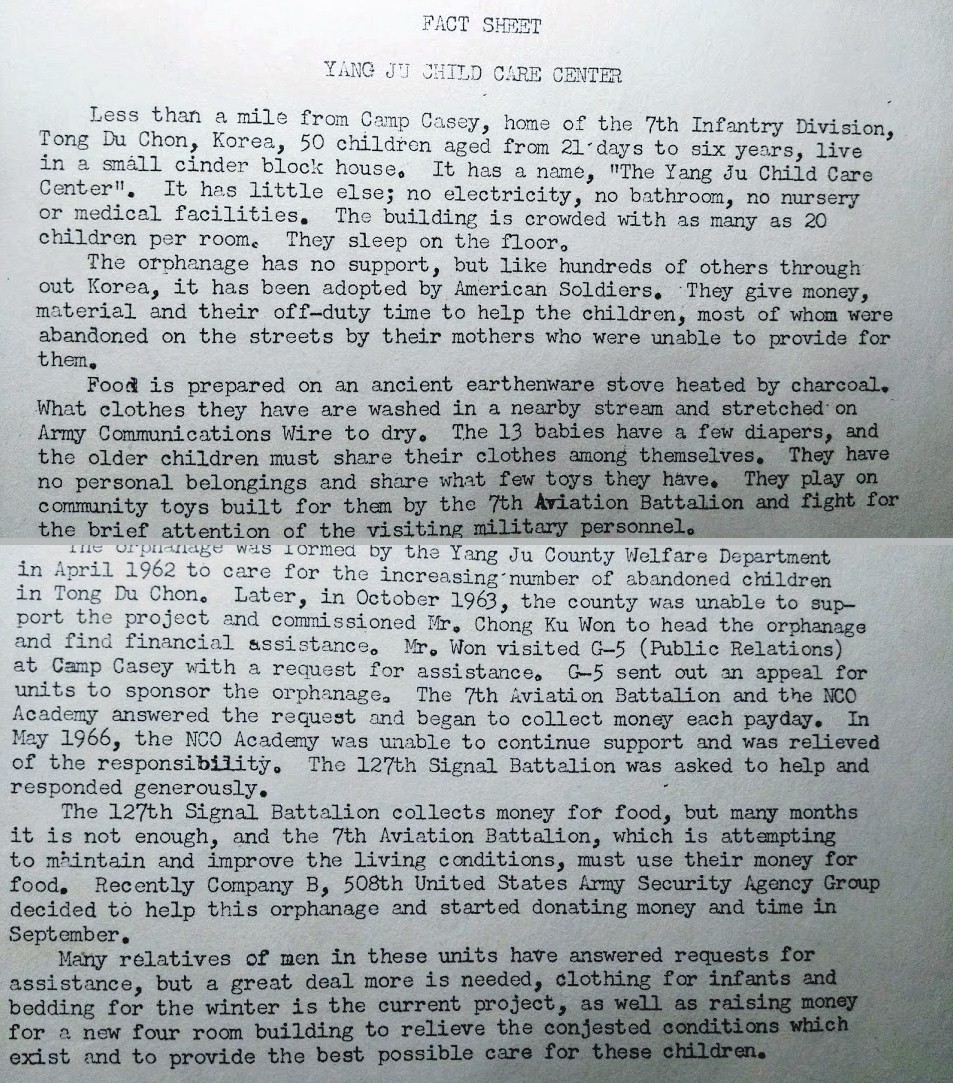 FACT SHEET
YANG JU CHILD CARE CENTER
Less than a mile from Camp Casey, home of the 7th Infantry Division,
Tong Du Chon, Korea, 50 children aged from 21 days to six years, live
in a small cinder block house. It has a name, "The Yang Ju Child Care
Center". It has little else; no electricity, no bathroom, no nursery
or medical facilities. The building is crowded with as many as 20
children per room. They sleep on the floor.
The orphanage has no support, but like hundreds of others through
out Korea, it has been adopted by American Soldiers. They give money,
material and their off-duty time to help the children, most of whom were
abandoned on the streets by their mothers who were unable to provide for
them.
Food is prepared on an ancient earthenware stove heated by charcoal.
What clothes they have are washed in a nearby stream and stretched on
Army Communications Wire to dry. The 13 babies have a few diapers, and
the older children must share their clothes among themselves. They have
no personal belongings and share what few toys they have. They play on
community toys built for them by the 7th Aviation Battalion and fight for
the brief attention of the visiting military personnel.
The orphanage was formed by the Yang Ju County Welfare Department
in April 1962 to care for the increasing number of abandoned children
in Tong Du Chon. Later, in October 1963, the county was unable to sup-
port the project and commissioned Mr. Chong Ku Won to head the orphanage
and find financial assistance. Mr. Won visited G-5 (Public Relations)
at Camp Casey with a request for assistance. G-5 sent out an appeal for
units to sponsor the orphanage. The 7th Aviation Battalion and the NCO
Academy answered the request and began to collect money each payday. In
May 1966, the NCO Academy was unable to continue support and was relieved
of the responsibility. The 127th Signal Battalion was asked to help and
responded generously.
The 127th Signal Battalion collects money for food, but many months
it is not enough, and the 7th Aviation Battalion, which is attempting
to maintain and improve the living conditions, must use their money for
food. Recently Company B, 508th United States Army Security Agency Group
decided to help this orphanage and started donating money and time in
September.
Many relatives of men in these units have answered requests for
assistance, but a great deal more is needed, clothing for infants and
bedding for the winter is the current project, as well as raising money
for a new four room building to relieve the conjested conditions which
exist and to provide the best possible care for these children.